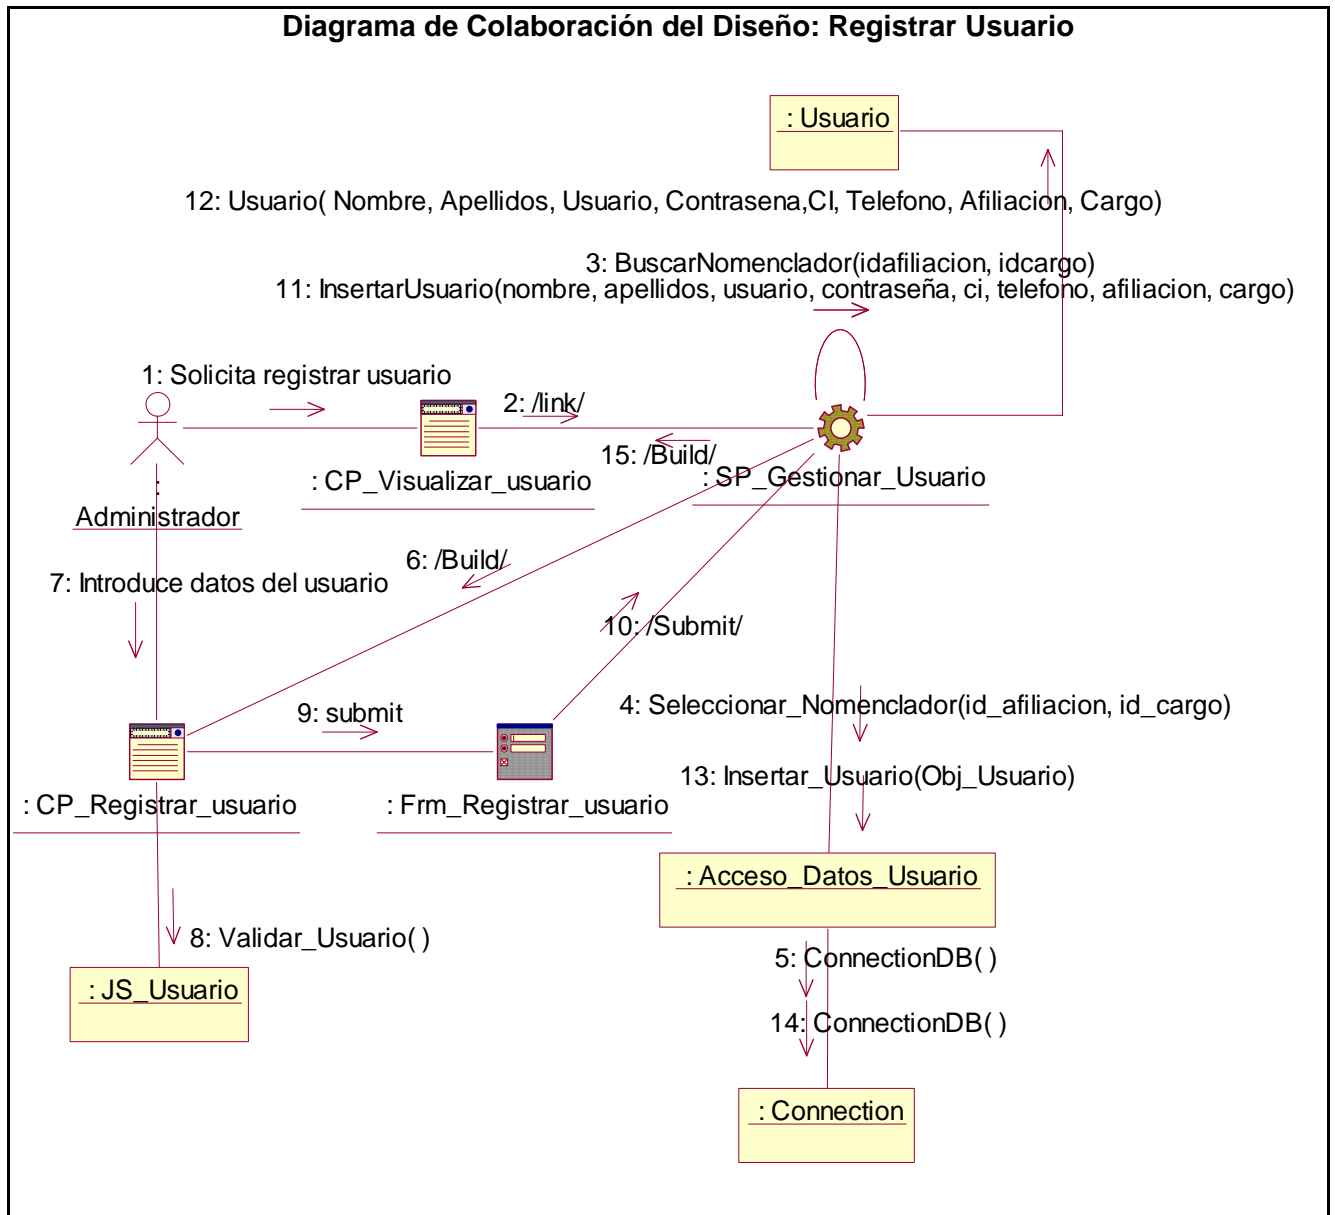 Diagrama de Colaboración del Diseño: Registrar Usuario
: Usuario
12: Usuario( Nombre, Apellidos, Usuario, Contrasena,CI, Telefono, Afiliacion, Cargo)
3: BuscarNomenclador(idafiliacion, idcargo)
11: InsertarUsuario(nombre, apellidos, usuario, contraseña, ci, telefono, afiliacion, cargo)
1: Solicita registrar usuario
2: /link/
15: /Build/
: CP_Visualizar_usuario
: SP_Gestionar_Usuario
:
Administrador
6: /Build/
7: Introduce datos del usuario
10: /Submit/
9: submit
4: Seleccionar_Nomenclador(id_afiliacion, id_cargo)
13: Insertar_Usuario(Obj_Usuario)
: CP_Registrar_usuario
: Frm_Registrar_usuario
: Acceso_Datos_Usuario
8: Validar_Usuario( )
5: ConnectionDB( )
: JS_Usuario
14: ConnectionDB( )
: Connection